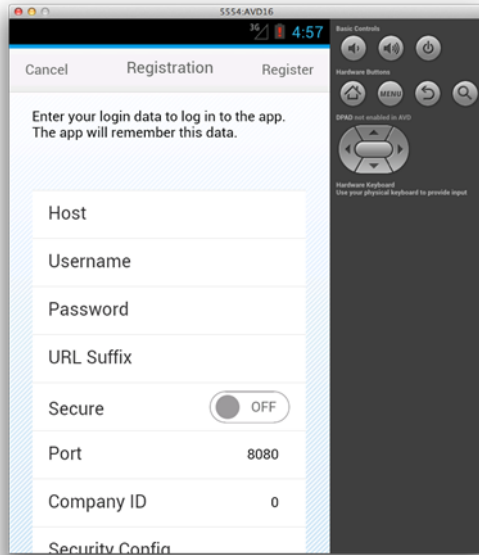 5554:AVD16
3G 4:57
Cancel Registration Register
Enter your login data to log in to the app.
The app will remember this data.
Host
Username
Password
URL Suffix
Secure OFF
Port 8080
Company ID 0
Security Config
Basic Controls
Hardware Buttons
MENU
DPAD not enabled in AVD
Hardware Keyboard
Use your physical keyboard to provide input